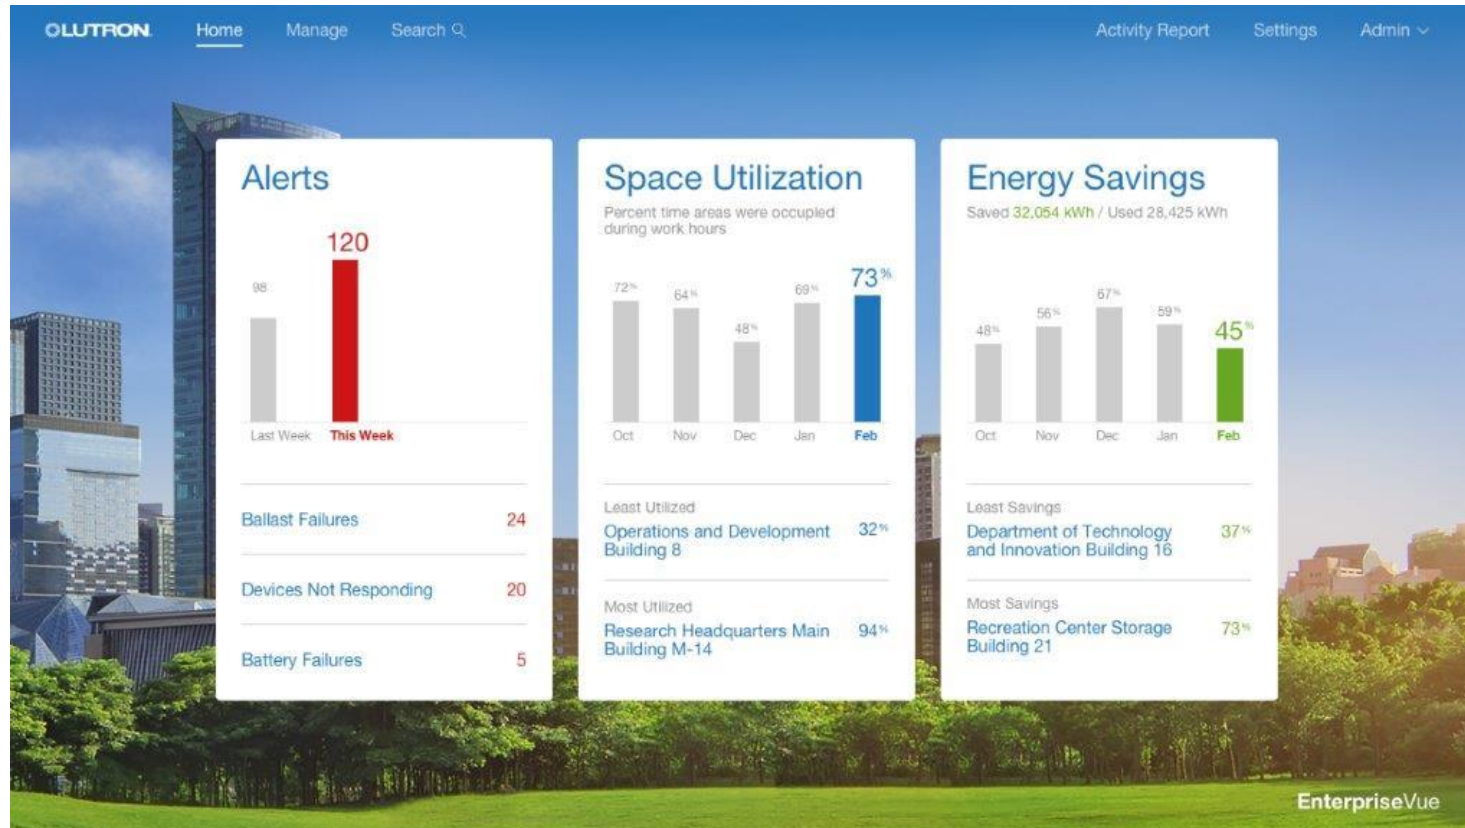 LUTRON
Home
Manage
Search
Activity Report
Settings
Admin
Alerts
120
98
Last Week
This Week
Ballast Failures 24
Devices Not Responding 20
Battery Failures 5
Space Utilization
Percent time areas were occupied
during work hours
72%
64%
48%
69%
73%
Oct
Nov
Dec
Jan
Feb
Least Utilized
Operations and Development 32%
Building 8
Most Utilized
Research Headquarters Main 94%
Building M-14
Energy Savings
Saved 32,054 kWh / Used 28,425 kWh
48%
56%
67%
59%
45%
Oct
Nov
Dec
Jan
Feb
Least Savings
Department of Technology 37%
and Innovation Building 16
Most Savings
Recreation Center Storage 73%
Building 21
EnterpriseVue